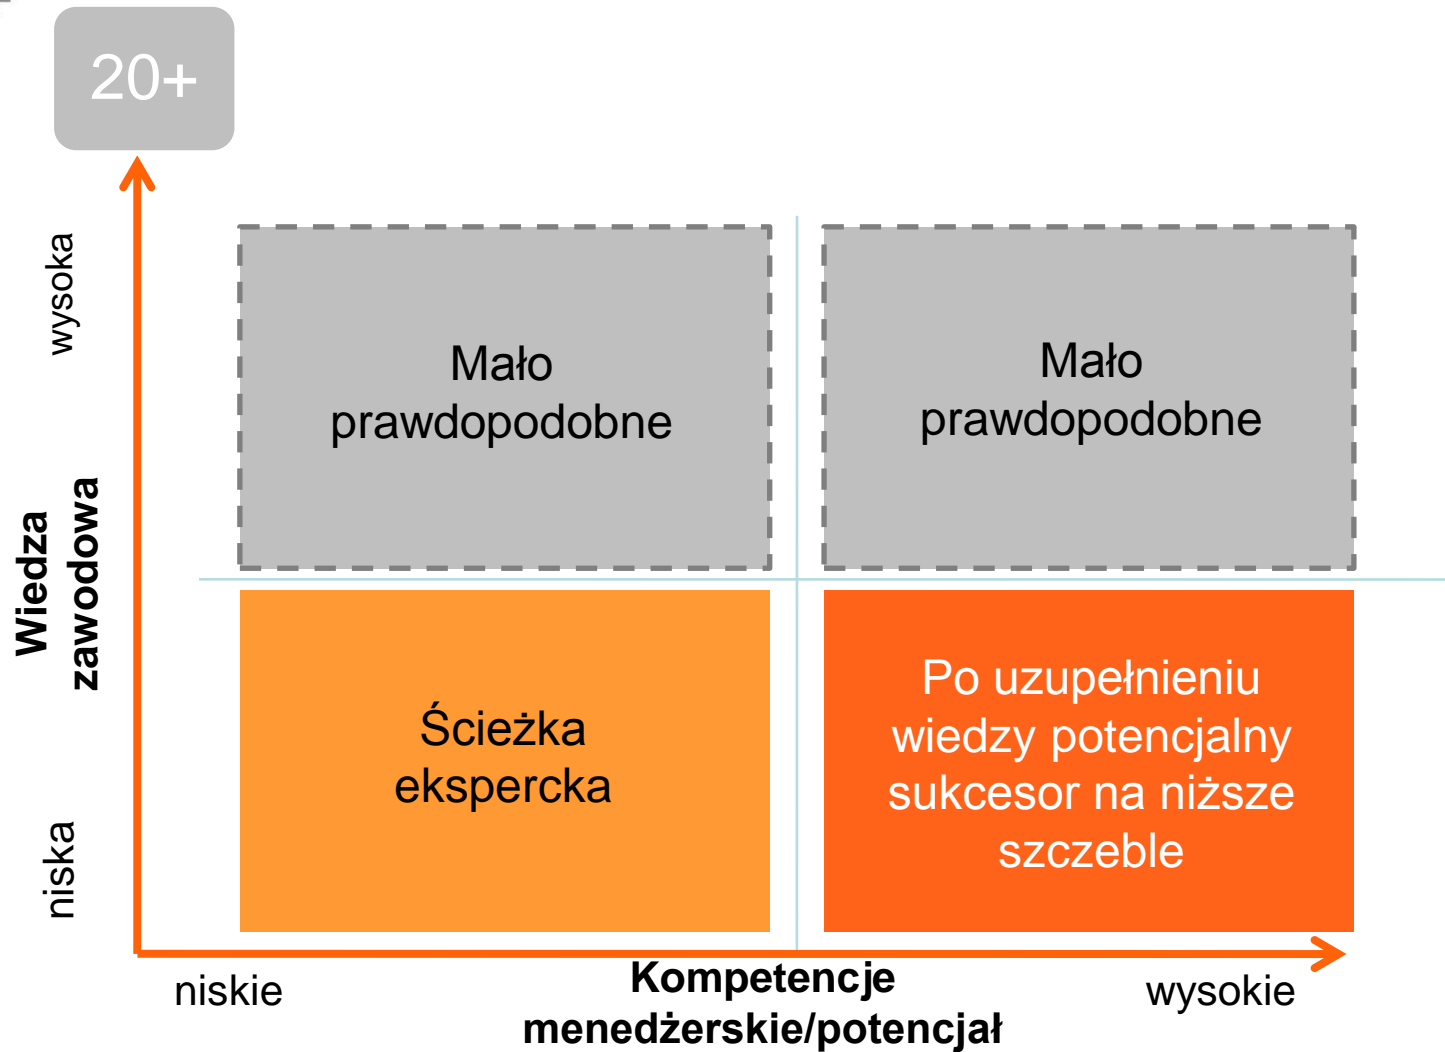 20+
wysoka
Mało
prawdopodobne
Mało
prawdopodobne
Wiedza
zawodowa
Ścieżka
ekspercka
Po uzupełnieniu
wiedzy potencjalny
sukcesor na niższe
szczeble
niska
niskie
Kompetencje
menedżerskie/potencjał
wysokie